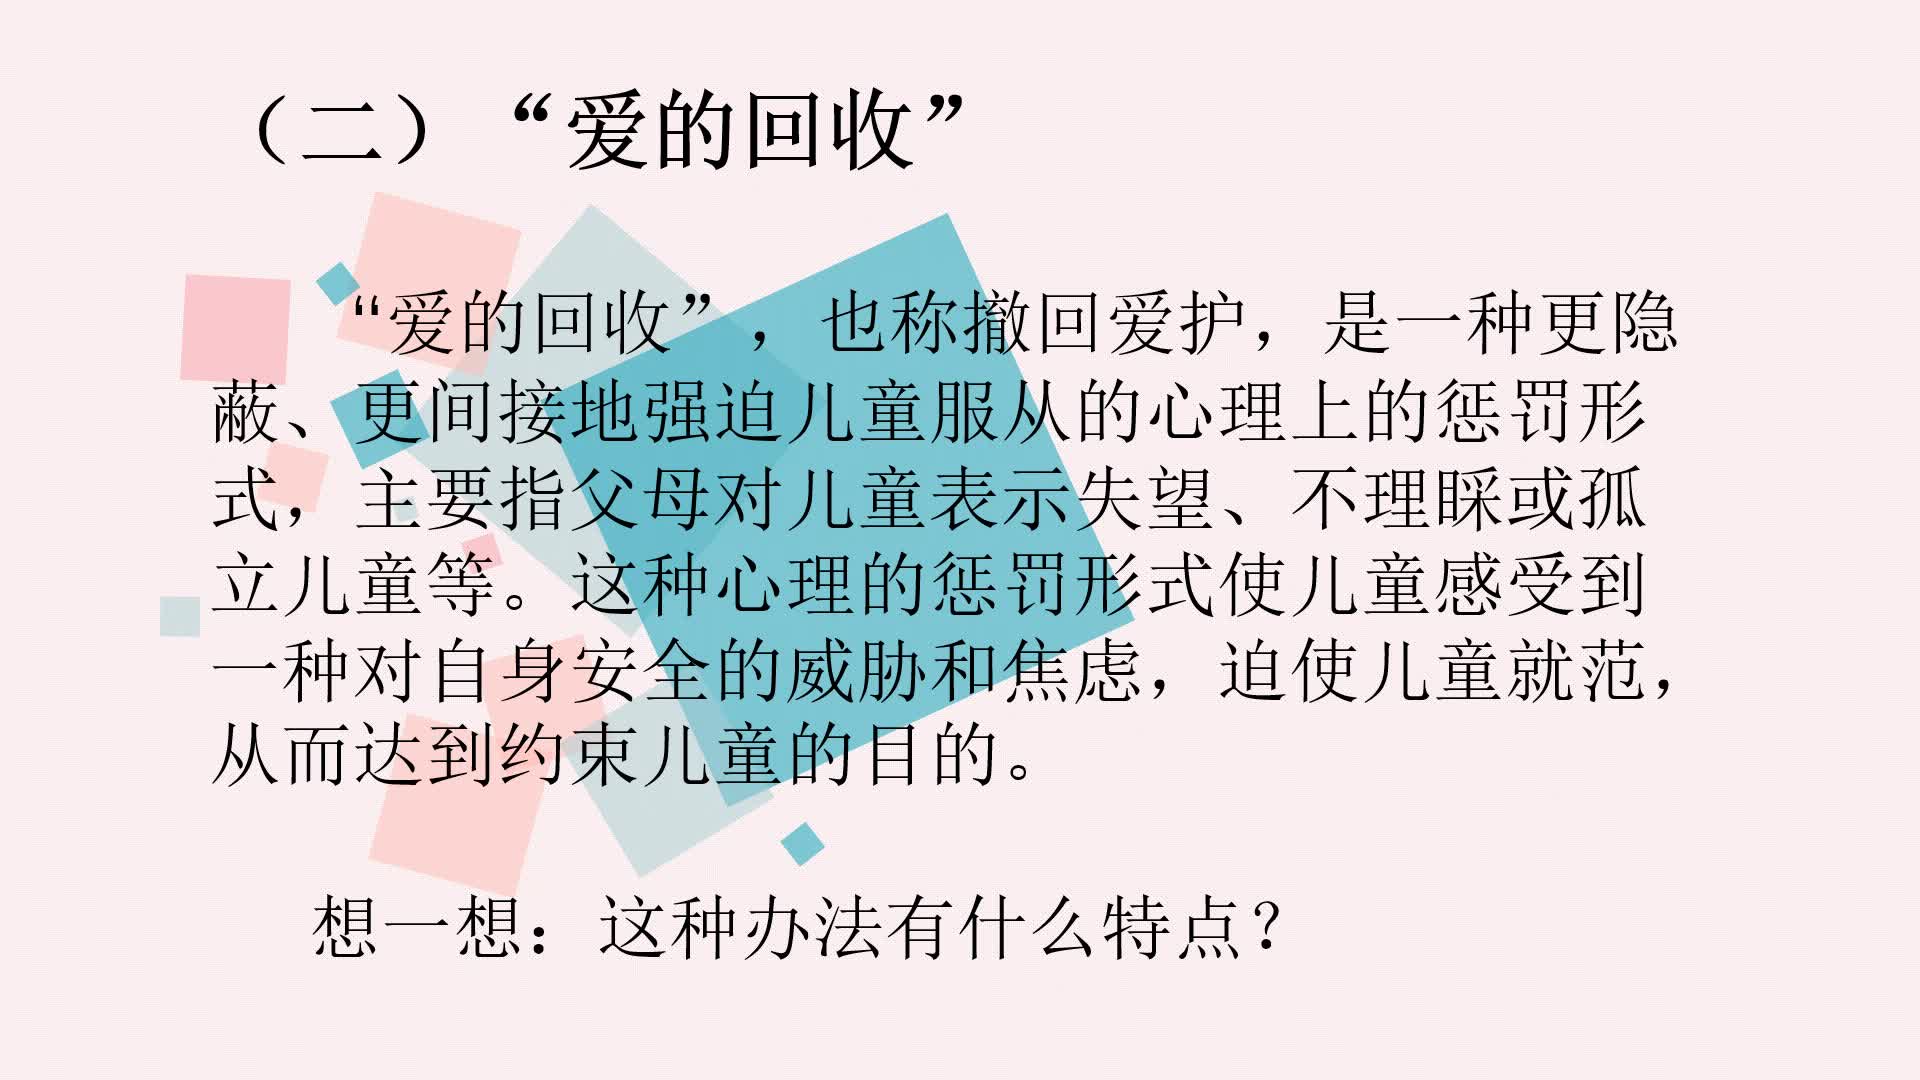 （二）“爱的回收”
“爱的回收”，也称撤回爱护，是一种更隐
蔽、更间接地强迫儿童服从的心理上的惩罚形
式，主要指父母对儿童表示失望、不理睬或孤
立儿童等。这种心理的惩罚形式使儿童感受到
一种对自身安全的威胁和焦虑，迫使儿童就范，
从而达到约束儿童的目的。
想一想：这种办法有什么特点？